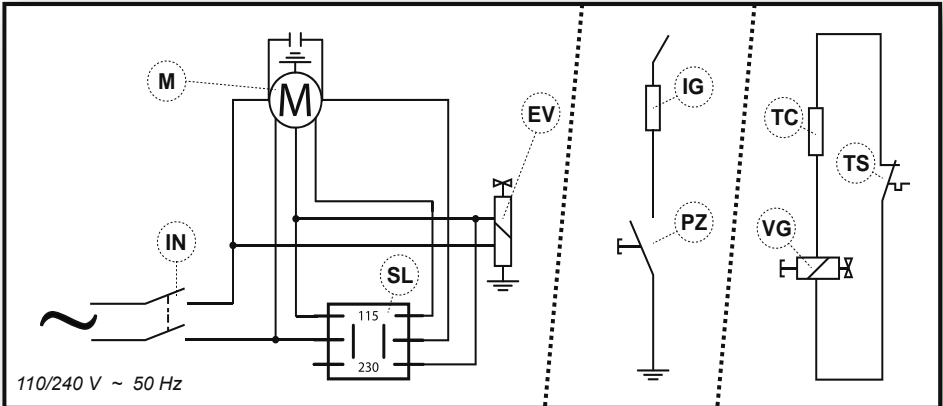 M
M
IG
EV
TC
TS
PZ
VG
IN
SL
115
230
110/240 V ~ 50 Hz